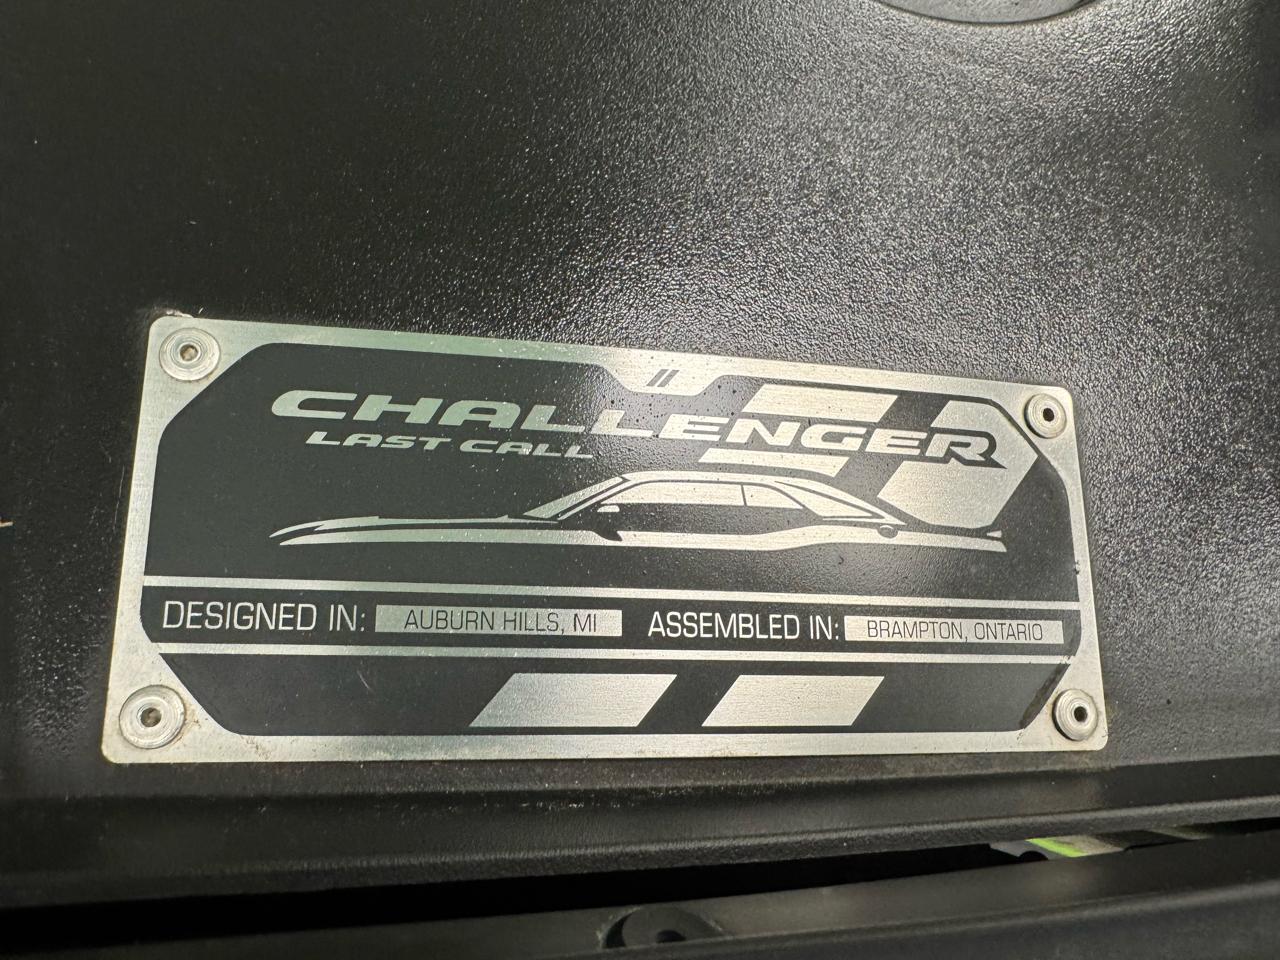 CHALLENGER
LAST CALL
DESIGNED IN: AUBURN HILLS, MI ASSEMBLED IN: BRAMPTON, ONTARIO